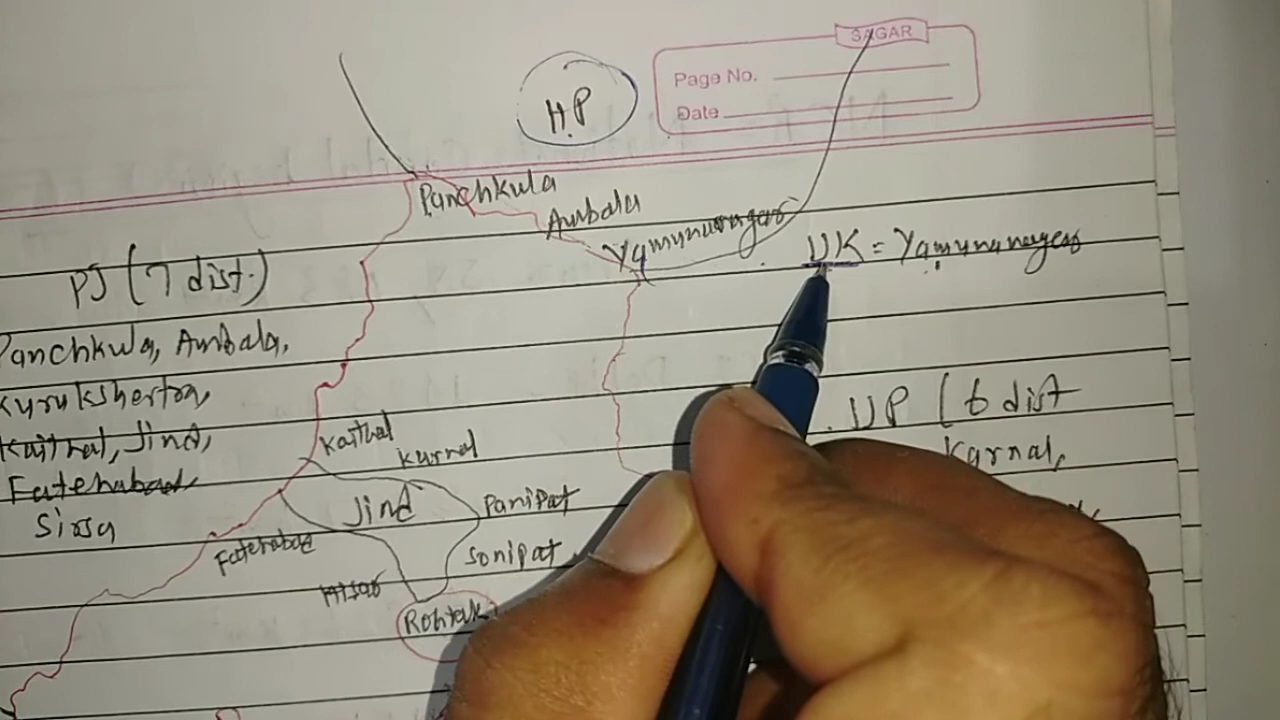 SAGAR
Page No.
Date
H.P
Panchkula
Ambala
Yamunanagar
UK = Yamunanagar
PJ (7 dist.)
Panchkula, Ambala,
Kurukshertra,
Kaithal, Jind,
Fatehabad,
Sirsa
UP ( 6 dist
Karnal,
Kaithal
Karnal
Jind
Panipat
Fatehabad
Sonipat
Hisar
Rohtak